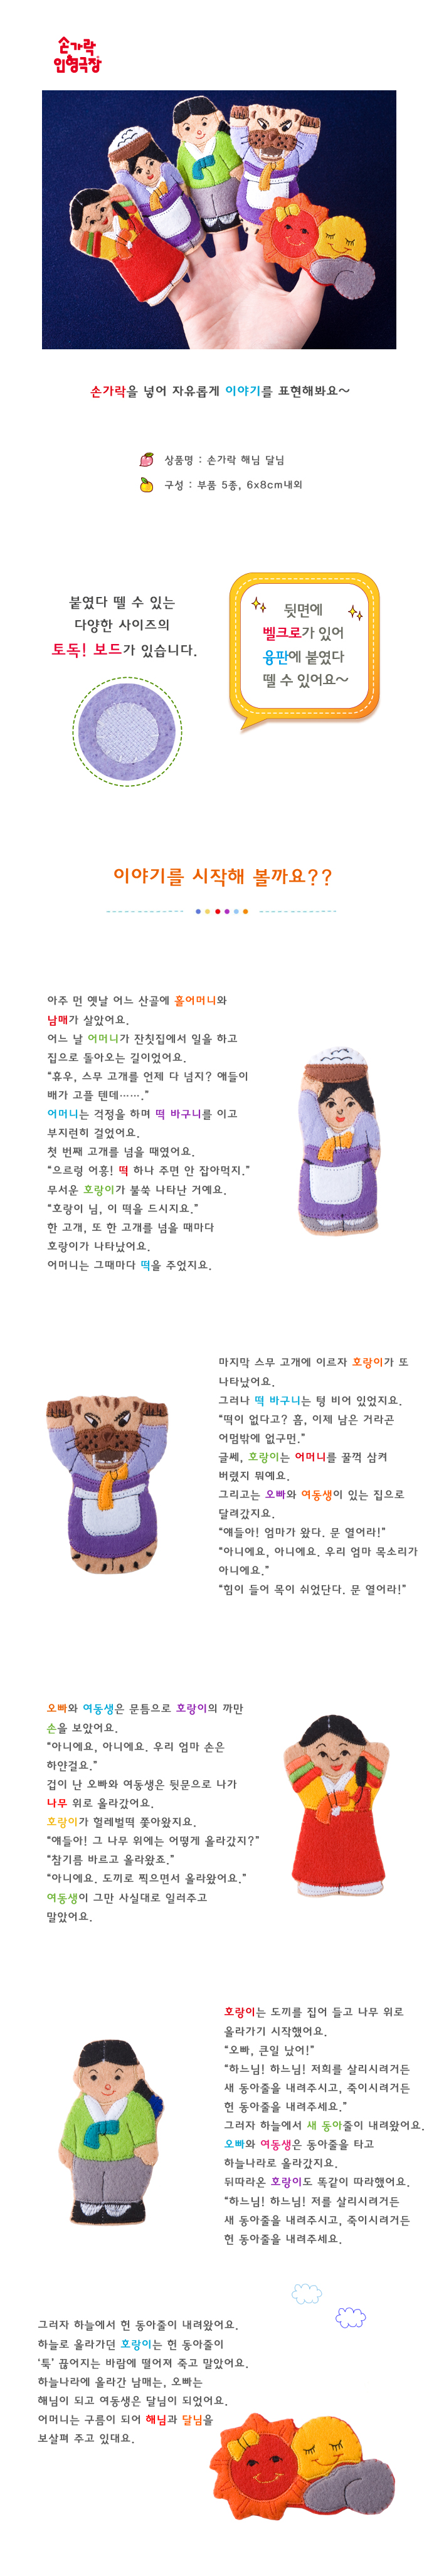 손가락
인형극장
손가락을 넣어 자유롭게 이야기를 표현해봐요~
상품명 : 손가락 해님 달님
구성 : 부품 5종, 6x8cm내외
붙였다 뗄 수 있는
다양한 사이즈의
토독! 보드가 있습니다.
뒷면에
벨크로가 있어
융판에 붙였다
뗄 수 있어요~
이야기를 시작해 볼까요??
아주 먼 옛날 어느 산골에 홀어머니와
남매가 살았어요.
어느 날 어머니가 잔칫집에서 일을 하고
집으로 돌아오는 길이었어요.
“휴우, 스무 고개를 언제 다 넘지? 얘들이
배가 고플 텐데…….”
어머니는 걱정을 하며 떡 바구니를 이고
부지런히 걸었어요.
첫 번째 고개를 넘을 때였어요.
“으르렁 어흥! 떡 하나 주면 안 잡아먹지.”
무서운 호랑이가 불쑥 나타난 거예요.
“호랑이 님, 이 떡을 드시지요.”
한 고개, 또 한 고개를 넘을 때마다
호랑이가 나타났어요.
어머니는 그때마다 떡을 주었지요.
마지막 스무 고개에 이르자 호랑이가 또
나타났어요.
그러나 떡 바구니는 텅 비어 있었지요.
“떡이 없다고? 흠, 이제 남은 거라곤
어멈밖에 없구먼.”
글쎄, 호랑이는 어머니를 꿀꺽 삼켜
버렸지 뭐예요.
그리고는 오빠와 여동생이 있는 집으로
달려갔지요.
“얘들아! 엄마가 왔다. 문 열어라!”
“아니에요, 아니에요. 우리 엄마 목소리가
아니에요.”
“힘이 들어 목이 쉬었단다. 문 열어라!”
오빠와 여동생은 문틈으로 호랑이의 까만
손을 보았어요.
“아니에요, 아니에요. 우리 엄마 손은
하얀걸요.”
겁이 난 오빠와 여동생은 뒷문으로 나가
나무 위로 올라갔어요.
호랑이가 헐레벌떡 쫓아왔지요.
“얘들아! 그 나무 위에는 어떻게 올라갔지?”
“참기름 바르고 올라왔죠.”
“아니에요. 도끼로 찍으면서 올라왔어요.”
여동생이 그만 사실대로 일러주고
말았어요.
호랑이는 도끼를 집어 들고 나무 위로
올라가기 시작했어요.
“오빠, 큰일 났어!”
“하느님! 하느님! 저희를 살리시려거든
새 동아줄을 내려주시고, 죽이시려거든
헌 동아줄을 내려주세요.”
그러자 하늘에서 새 동아줄이 내려왔어요.
오빠와 여동생은 동아줄을 타고
하늘나라로 올라갔지요.
뒤따라온 호랑이도 똑같이 따라했어요.
“하느님! 하느님! 저를 살리시려거든
새 동아줄을 내려주시고, 죽이시려거든
헌 동아줄을 내려주세요.
그러자 하늘에서 헌 동아줄이 내려왔어요.
하늘로 올라가던 호랑이는 헌 동아줄이
‘툭’ 끊어지는 바람에 떨어져 죽고 말았어요.
하늘나라에 올라간 남매는, 오빠는
해님이 되고 여동생은 달님이 되었어요.
어머니는 구름이 되어 해님과 달님을
보살펴 주고 있대요.